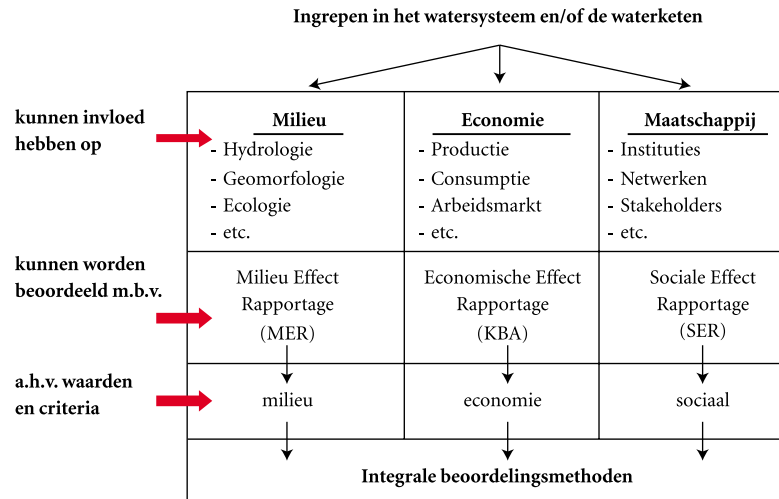 Ingrepen in het watersysteem en/of de waterketen
kunnen invloed
hebben op
Milieu
- Hydrologie
- Geomorfologie
- Ecologie
- etc.
Economie
- Productie
- Consumptie
- Arbeidsmarkt
- etc.
Maatschappij
- Instituties
- Netwerken
- Stakeholders
- etc.
kunnen worden
beoordeeld m.b.v.
Milieu Effect
Rapportage
(MER)
Economische Effect
Rapportage
(KBA)
Sociale Effect
Rapportage
(SER)
a.h.v. waarden
en criteria
milieu
economie
sociaal
Integrale beoordelingsmethoden